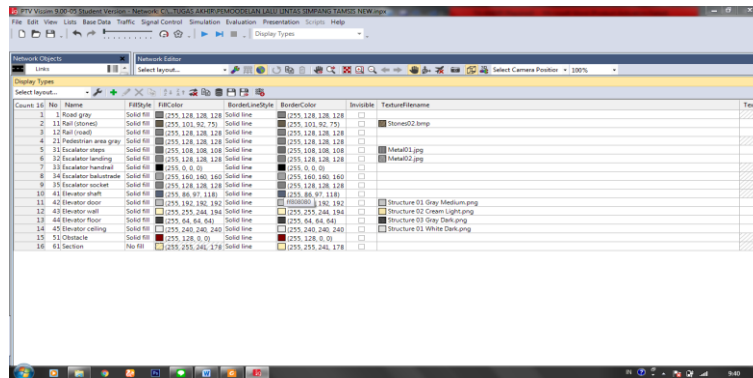 PTV Vissim 9.00-05 Student Version - Network: C:\...TUGAS AKHIR\PEMODOELAN LALU LINTAS SIMPANG TAMSIS NEW.inpx
File Edit View Lists Base Data Traffic Signal Control Simulation Evaluation Presentation Scripts Help
Display Types
Network Objects Network Editor
Links Select layout... Select Camera Position 100%
Display Types
Select layout...
Count: 16 No Name FillStyle FillColor BorderLineStyle BorderColor Invisible TextureFilename
1 1 Road gray Solid fill (255, 128, 128, 128 Solid line (255, 128, 128, 128
2 11 Rail (stones) Solid fill (255, 101, 92, 75) Solid line (255, 101, 92, 75) Stones02.bmp
3 12 Rail (road) Solid fill (255, 128, 128, 128 Solid line (255, 128, 128, 128
4 21 Pedestrian area gray Solid fill (255, 128, 128, 128 Solid line (255, 128, 128, 128
5 31 Escalator steps Solid fill (255, 108, 108, 108 Solid line (255, 108, 108, 108 Metal01.jpg
6 32 Escalator landing Solid fill (255, 128, 128, 128 Solid line (255, 128, 128, 128 Metal02.jpg
7 33 Escalator handrail Solid fill (255, 0, 0, 0) Solid line (255, 0, 0, 0)
8 34 Escalator balustrade Solid fill (255, 160, 160, 160 Solid line (255, 160, 160, 160
9 35 Escalator socket Solid fill (255, 128, 128, 128 Solid line (255, 128, 128, 128
10 41 Elevator shaft Solid fill (255, 86, 97, 118) Solid line (255, 86, 97, 118)
11 42 Elevator door Solid fill (255, 192, 192, 192 Solid line ff808080 192, 192 Structure 01 Gray Medium.png
12 43 Elevator wall Solid fill (255, 255, 244, 194 Solid line (255, 255, 244, 194 Structure 02 Cream Light.png
13 44 Elevator floor Solid fill (255, 64, 64, 64) Solid line (255, 64, 64, 64) Structure 03 Gray Dark.png
14 45 Elevator ceiling Solid fill (255, 240, 240, 240 Solid line (255, 240, 240, 240 Structure 01 White Dark.png
15 51 Obstacle Solid fill (255, 128, 0, 0) Solid line (255, 128, 0, 0)
16 61 Section No fill (255, 255, 241, 178 Solid line (255, 255, 241, 178
IN 9:40